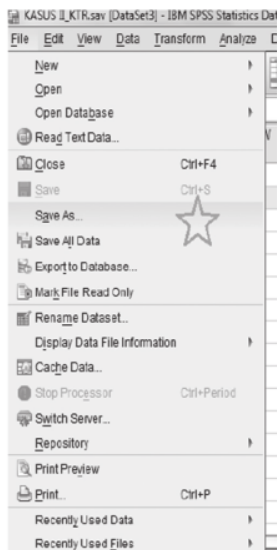 KASUS II_KTR.sav [DataSet3] - IBM SPSS Statistics Dat
File Edit View Data Transform Analyze D
New
Open
Open Database
Read Text Data...
Close Ctrl+F4
Save Ctrl+S
Save As...
Save All Data
Export to Database...
Mark File Read Only
Rename Dataset...
Display Data File Information
Cache Data...
Stop Processor Ctrl+Period
Switch Server...
Repository
Print Preview
Print... Ctrl+P
Recently Used Data
Recently Used Files